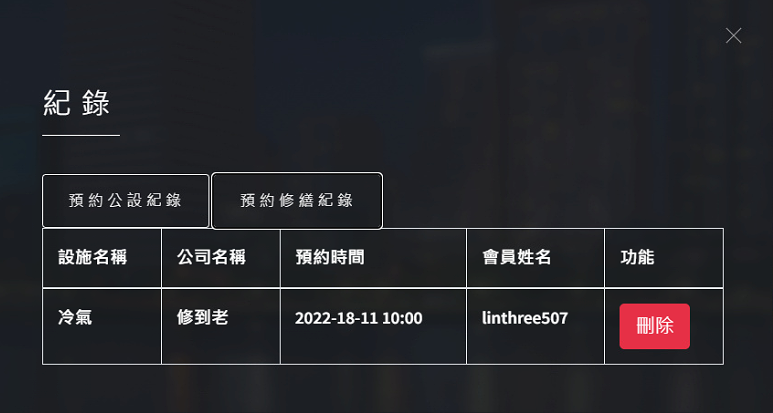 紀錄
預約公設紀錄 預約修繕紀錄
設施名稱 公司名稱 預約時間 會員姓名 功能
冷氣 修到老 2022-18-11 10:00 linthree507 刪除